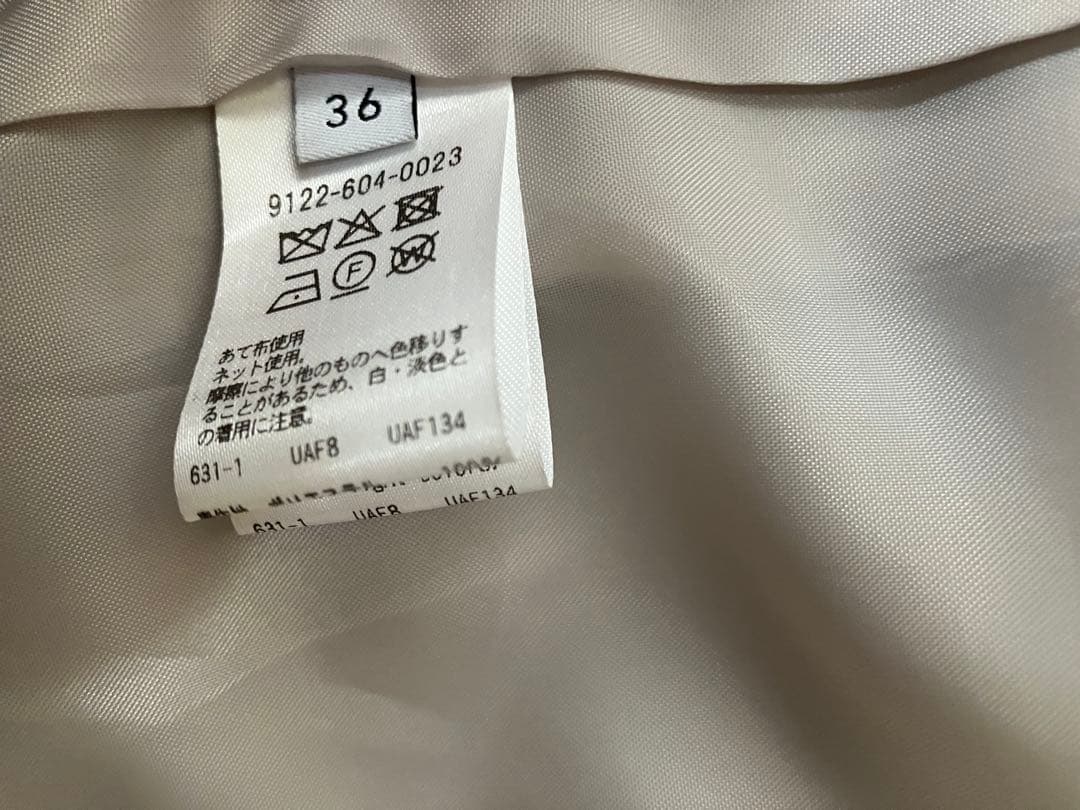 36
9122-604-0023
F
W
あて布使用
ネット使用。
摩擦により他のものへ色移りす
ることがあるため、白・淡色と
の着用に注意。
631-1 UAF8 UAF134
631-1 UAF8 UAF134